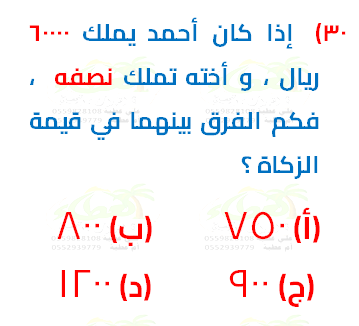 ٣٠) إذا كان أحمد يملك ٦٠٠٠٠
ريال ، و أخته تملك نصفه ،
فكم الفرق بينهما في قيمة
الزكاة ؟
(أ) ٧٥٠ (ب) ٨٠٠
(ج) ٩٠٠ (د) ١٢٠٠